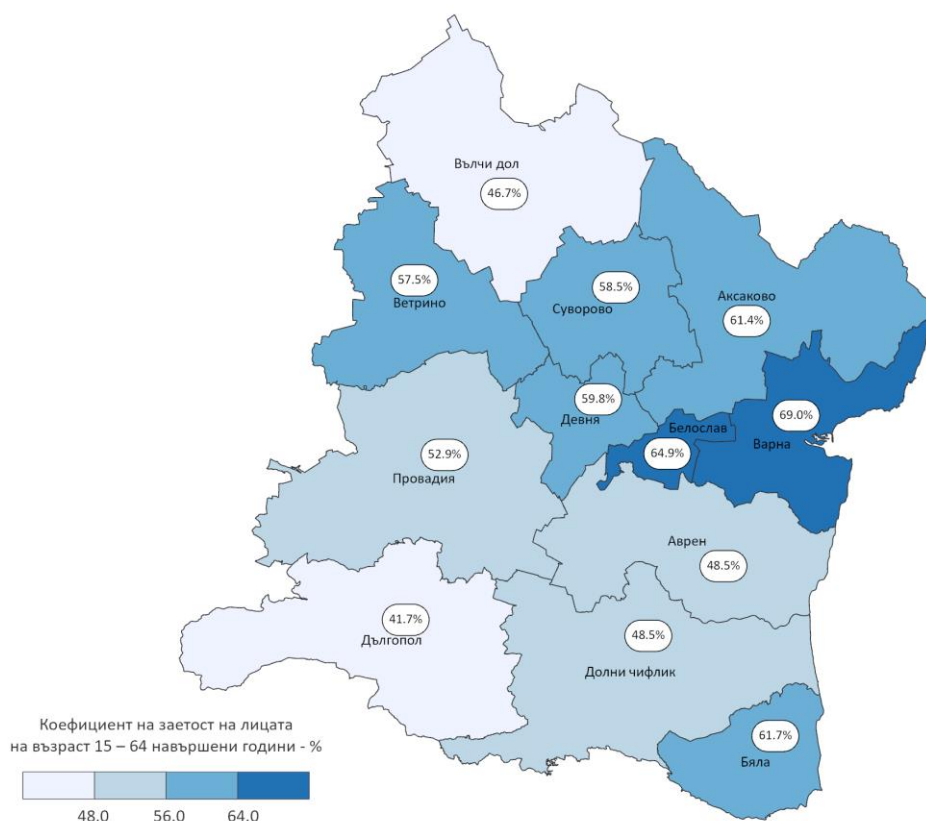 Вълчи дол
46.7%
57.5%
Ветрино
58.5%
Суворово
Аксаково
61.4%
59.8%
Девня
Белослав
64.9%
69.0%
Варна
52.9%
Провадия
Аврен
48.5%
41.7%
Дългопол
48.5%
Долни чифлик
61.7%
Бяла
Коефициент на заетост на лицата
на възраст 15 – 64 навършени години - %
48.0 56.0 64.0